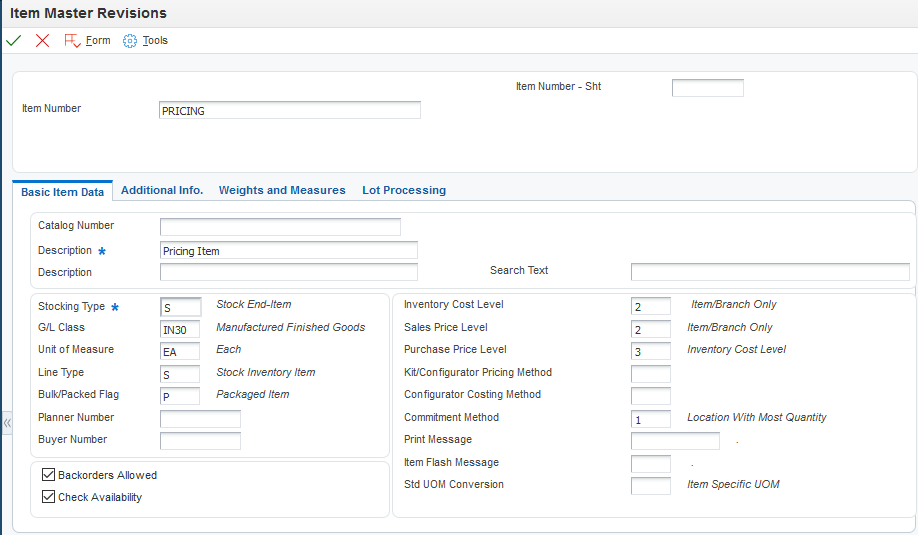 Item Master Revisions
Form Tools
Item Number - Sht
Item Number PRICING
Basic Item Data Additional Info. Weights and Measures Lot Processing
Catalog Number
Description * Pricing Item
Description Search Text
Stocking Type * S Stock End-Item
G/L Class IN30 Manufactured Finished Goods
Unit of Measure EA Each
Line Type S Stock Inventory Item
Bulk/Packed Flag P Packaged Item
Planner Number
Buyer Number
Backorders Allowed
Check Availability
Inventory Cost Level 2 Item/Branch Only
Sales Price Level 2 Item/Branch Only
Purchase Price Level 3 Inventory Cost Level
Kit/Configurator Pricing Method
Configurator Costing Method
Commitment Method 1 Location With Most Quantity
Print Message .
Item Flash Message .
Std UOM Conversion Item Specific UOM